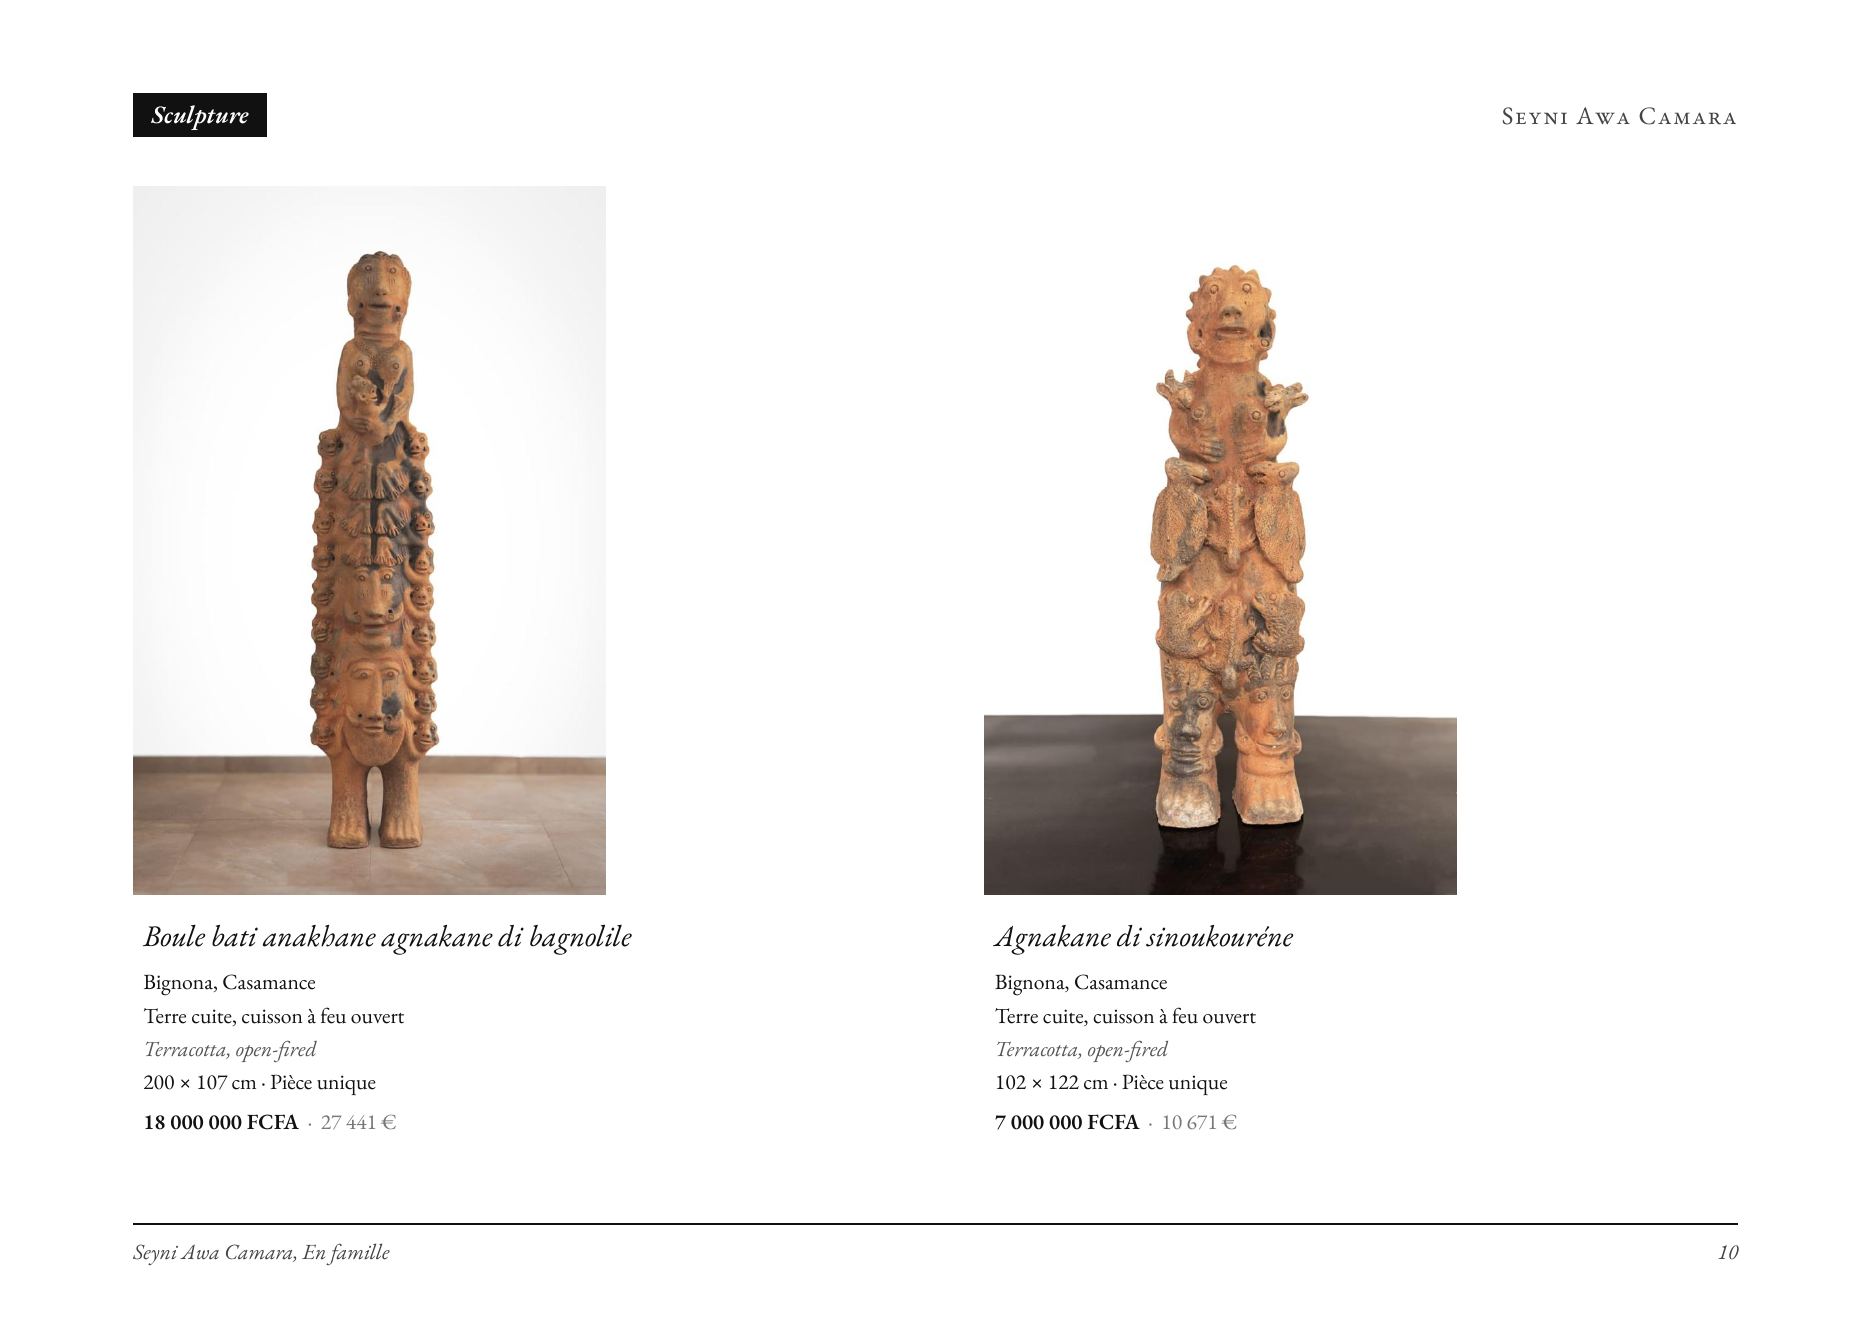 Sculpture
Seyni Awa Camara
Boule bati anakhane agnakane di bagnolile
Bignona, Casamance
Terre cuite, cuisson à feu ouvert
Terracotta, open-fired
200 × 107 cm · Pièce unique
18 000 000 FCFA · 27 441 €
Agnakane di sinoukouréne
Bignona, Casamance
Terre cuite, cuisson à feu ouvert
Terracotta, open-fired
102 × 122 cm · Pièce unique
7 000 000 FCFA · 10 671 €
Seyni Awa Camara, En famille
10